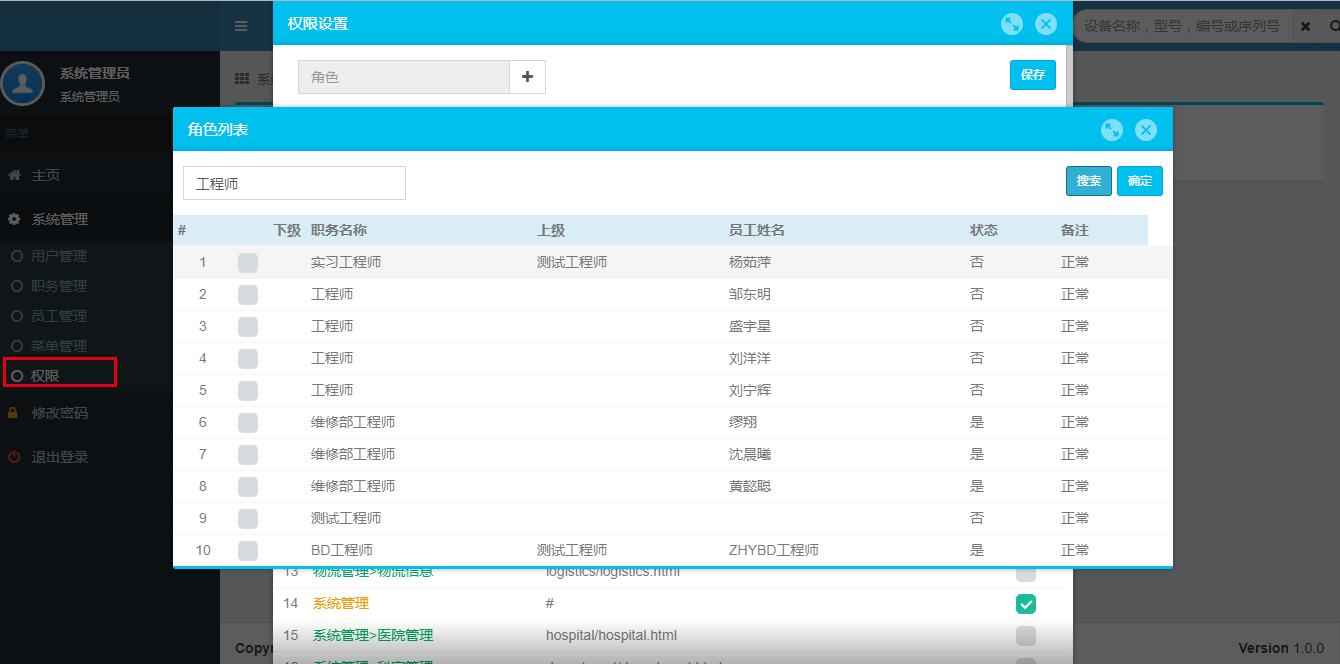 权限设置
设备名称，型号，编号或序列号
系统管理员
系统管理员
角色
保存
菜单
主页
系统管理
用户管理
职务管理
员工管理
菜单管理
权限
修改密码
退出登录
角色列表
工程师
搜索 确定
# 下级 职务名称 上级 员工姓名 状态 备注
1 实习工程师 测试工程师 杨茹萍 否 正常
2 工程师 邹东明 否 正常
3 工程师 盛宇星 否 正常
4 工程师 刘洋洋 否 正常
5 工程师 刘宁辉 否 正常
6 维修部工程师 缪翔 是 正常
7 维修部工程师 沈晨曦 是 正常
8 维修部工程师 黄懿聪 是 正常
9 测试工程师 否 正常
10 BD工程师 测试工程师 ZHYBD工程师 是 正常
13 物流管理>物流信息 logistics/logistics.html
14 系统管理 #
15 系统管理>医院管理 hospital/hospital.html
Version 1.0.0